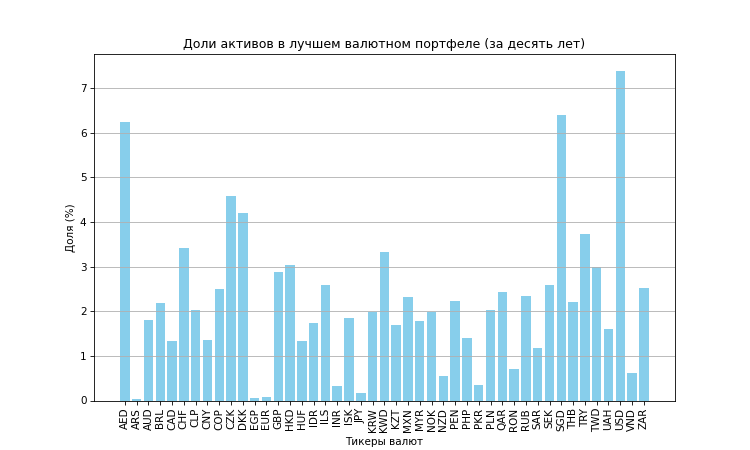 Доли активов в лучшем валютном портфеле (за десять лет)
Доля (%)
7
6
5
4
3
2
1
0
AED
ARS
AUD
BRL
CAD
CHF
CLP
CNY
COP
CZK
DKK
EGP
EUR
GBP
HKD
HUF
IDR
ILS
INR
ISK
JPY
KRW
KWD
KZT
MXN
MYR
NOK
NZD
PEN
PHP
PKR
PLN
QAR
RON
RUB
SAR
SEK
SGD
THB
TRY
TWD
UAH
USD
VND
ZAR
Тикеры валют